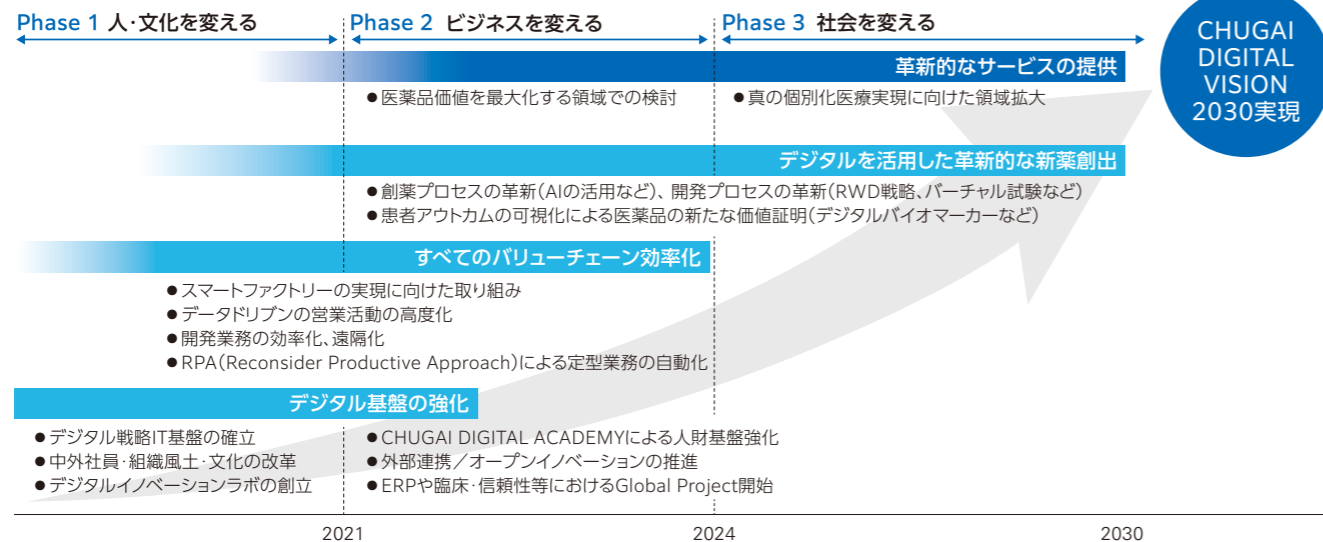 Phase 1 人・文化を変える
Phase 2 ビジネスを変える
Phase 3 社会を変える
CHUGAI
DIGITAL
VISION
2030実現
革新的なサービスの提供
●医薬品価値を最大化する領域での検討
●真の個別化医療実現に向けた領域拡大
デジタルを活用した革新的な新薬創出
●創薬プロセスの革新(AIの活用など)、開発プロセスの革新(RWD戦略、バーチャル試験など)
●患者アウトカムの可視化による医薬品の新たな価値証明(デジタルバイオマーカーなど)
すべてのバリューチェーン効率化
●スマートファクトリーの実現に向けた取り組み
●データドリブンの営業活動の高度化
●開発業務の効率化、遠隔化
●RPA(Reconsider Productive Approach)による定型業務の自動化
デジタル基盤の強化
●デジタル戦略IT基盤の確立
●中外社員・組織風土・文化の改革
●デジタルイノベーションラボの創立
●CHUGAI DIGITAL ACADEMYによる人財基盤強化
●外部連携／オープンイノベーションの推進
●ERPや臨床・信頼性等におけるGlobal Project開始
2021
2024
2030